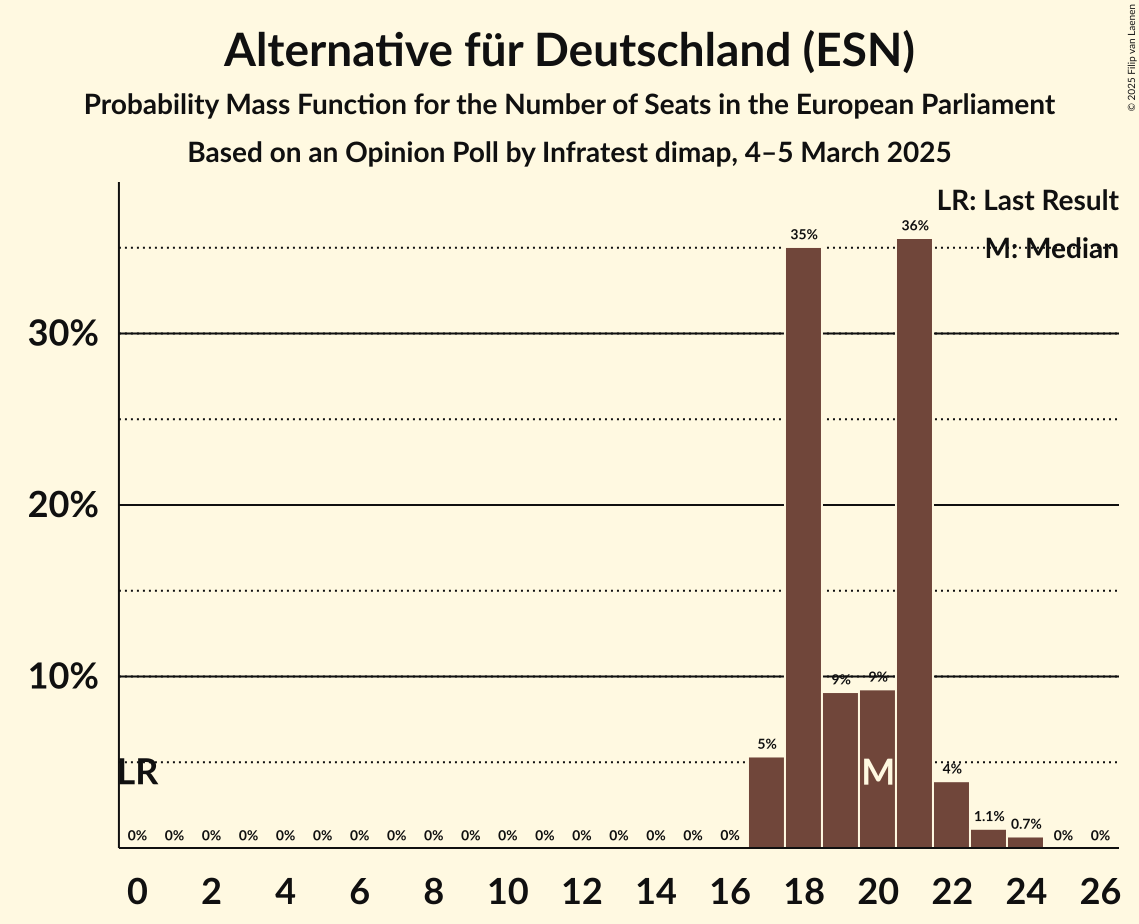 Alternative für Deutschland (ESN)
Probability Mass Function for the Number of Seats in the European Parliament
Based on an Opinion Poll by Infratest dimap, 4–5 March 2025
© 2025 Filip van Laenen
LR: Last Result
M: Median
30%
20%
10%
35%
36%
9%
9%
5%
4%
1.1%
0.7%
LR
M
0% 0% 0% 0% 0% 0% 0% 0% 0% 0% 0% 0% 0% 0% 0% 0% 0% 0% 0%
0 2 4 6 8 10 12 14 16 18 20 22 24 26